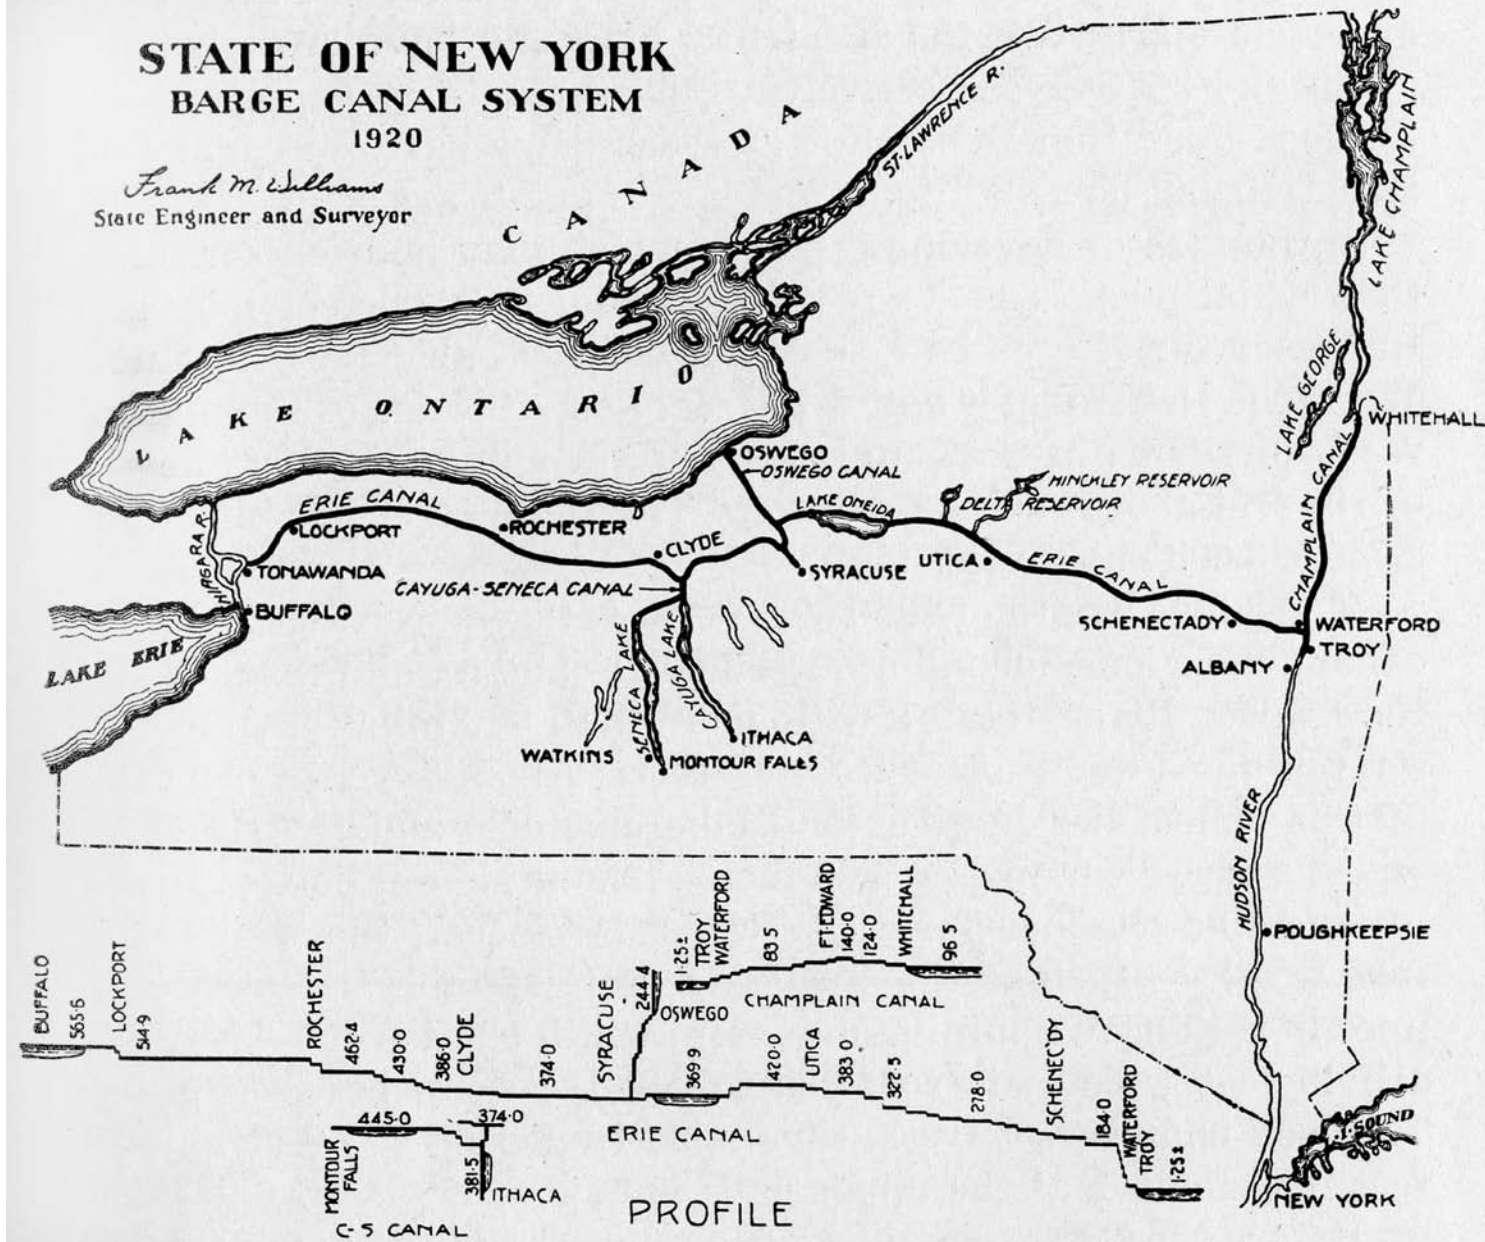 STATE OF NEW YORK
BARGE CANAL SYSTEM
1920
Frank M. Williams
State Engineer and Surveyor
CANADA
ST. LAWRENCE R.
LAKE CHAMPLAIN
LAKE GEORGE
WHITEHALL
CHAMPLAIN CANAL
LAKE ONTARIO
OSWEGO
OSWEGO CANAL
LAKE ONEIDA
HINCKLEY RESERVOIR
DELTA RESERVOIR
ERIE CANAL
LOCKPORT
ROCHESTER
CLYDE
SYRACUSE
UTICA
ERIE CANAL
NIAGARA R.
TONAWANDA
CAYUGA-SENECA CANAL
BUFFALO
SCHENECTADY
WATERFORD
TROY
ALBANY
LAKE ERIE
SENECA LAKE
CAYUGA LAKE
WATKINS
ITHACA
MONTOUR FALLS
HUDSON RIVER
POUGHKEEPSIE
L.I. SOUND
NEW YORK
1.25±
TROY
WATERFORD
83.5
FT. EDWARD
140.0
124.0
WHITEHALL
96.5
CHAMPLAIN CANAL
BUFFALO
565.6
LOCKPORT
514.9
ROCHESTER
462.4
430.0
386.0
CLYDE
374.0
SYRACUSE
244.4
OSWEGO
369.9
420.0
UTICA
383.0
322.5
278.0
SCHENEC'DY
184.0
WATERFORD
TROY
1.25±
ERIE CANAL
445.0
374.0
MONTOUR
FALLS
381.5
ITHACA
C-S CANAL
PROFILE